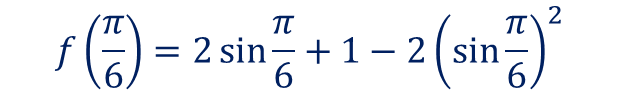 f(π/6) = 2 sin π/6 + 1 − 2(sin π/6)²